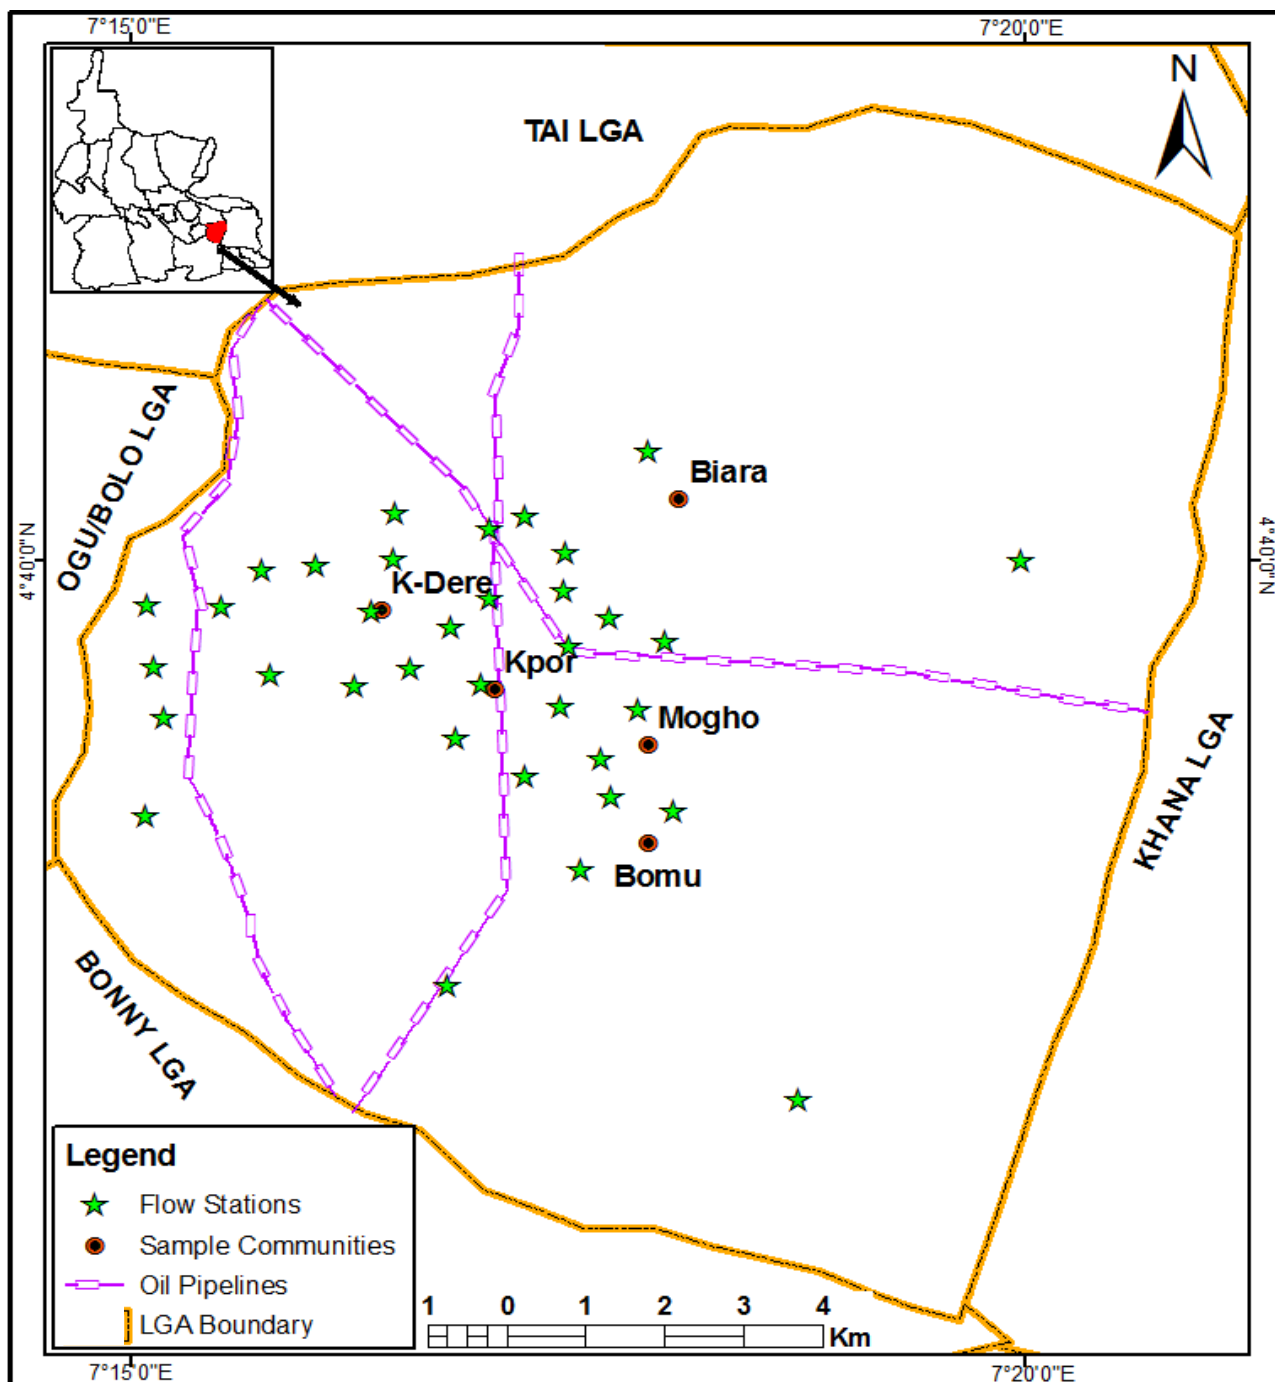 7°15'0"E
7°20'0"E
N
TAI LGA
OGU/BOLO LGA
Biara
4°40'0"N
4°40'0"N
K-Dere
Kpor
Mogho
KHANA LGA
Bomu
BONNY LGA
Legend
Flow Stations
Sample Communities
Oil Pipelines
LGA Boundary
1 0 1 2 3 4
Km
7°15'0"E
7°20'0"E